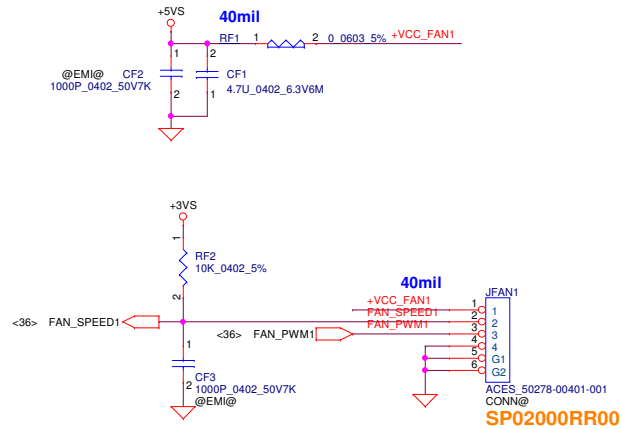 +5VS
40mil
RF1 1 2 0_0603_5% +VCC_FAN1
1 2
@EMI@ CF2
1000P_0402_50V7K
CF1
4.7U_0402_6.3V6M
2 1
+3VS
1
RF2
10K_0402_5%
2
40mil
JFAN1
+VCC_FAN1 1 1
<36> FAN_SPEED1
FAN_SPEED1 2 2
<36> FAN_PWM1
FAN_PWM1 3 3
4 4
5 G1
6 G2
1
CF3
2 1000P_0402_50V7K
@EMI@
ACES_50278-00401-001
CONN@
SP02000RR00